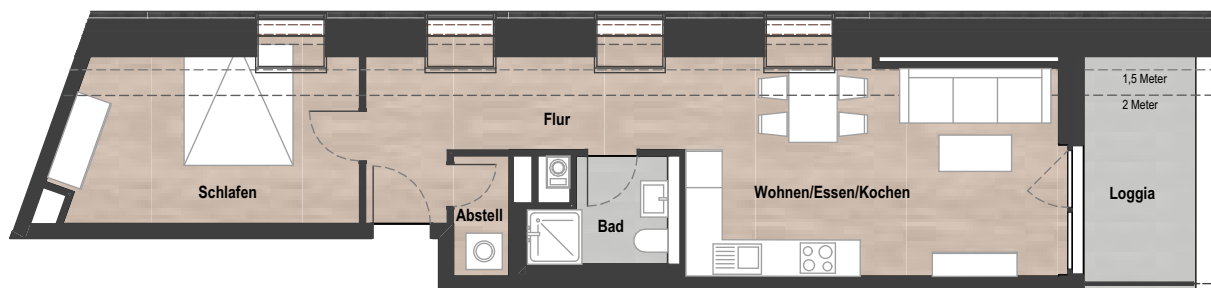 1,5 Meter
2 Meter
Flur
Schlafen
Wohnen/Essen/Kochen
Loggia
Abstell
Bad